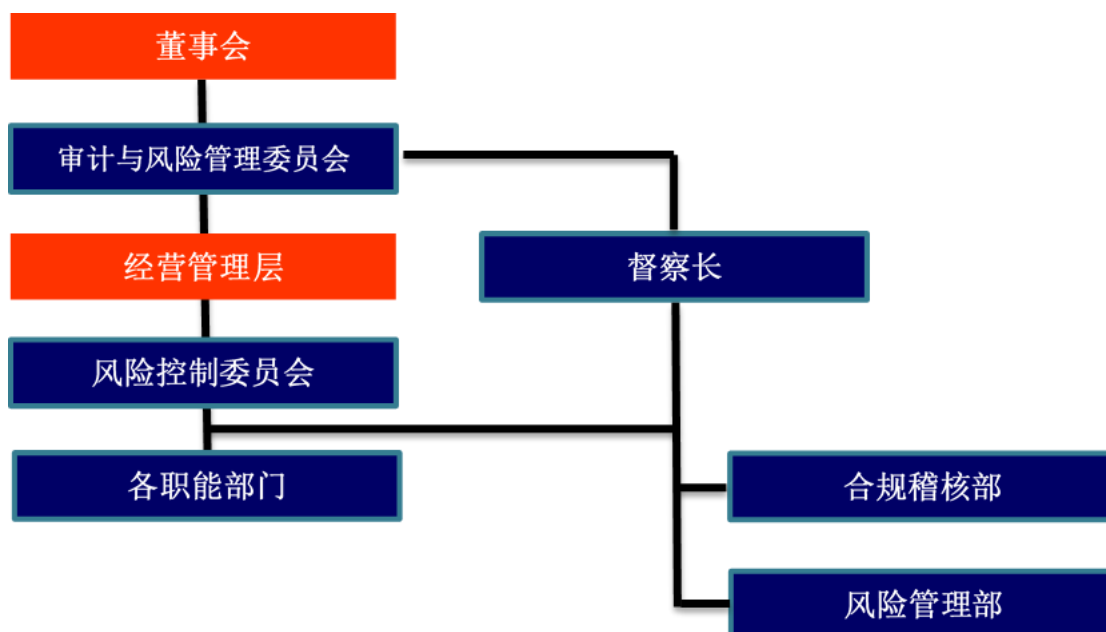 董事会
审计与风险管理委员会
经营管理层
督察长
风险控制委员会
各职能部门
合规稽核部
风险管理部